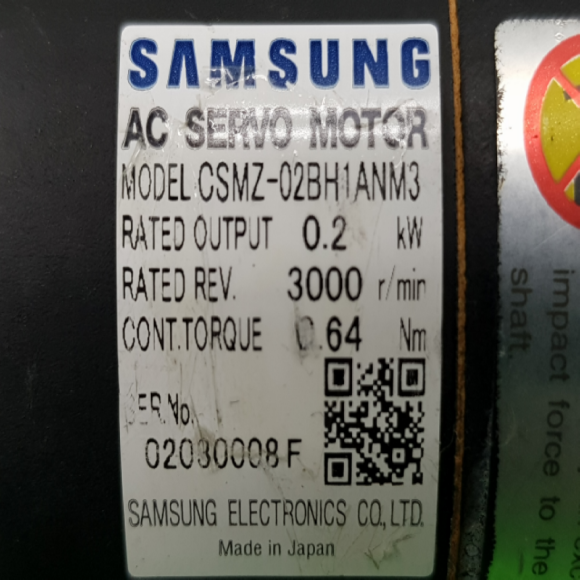 SAMSUNG
AC SERVO MOTOR
MODEL CSMZ-02BH1ANM3
RATED OUTPUT 0.2 kW
RATED REV. 3000 r/min
CONT.TORQUE 0.64 Nm
SER.No.
02030008F
SAMSUNG ELECTRONICS CO., LTD.
Made in Japan
impact force to the
shaft.